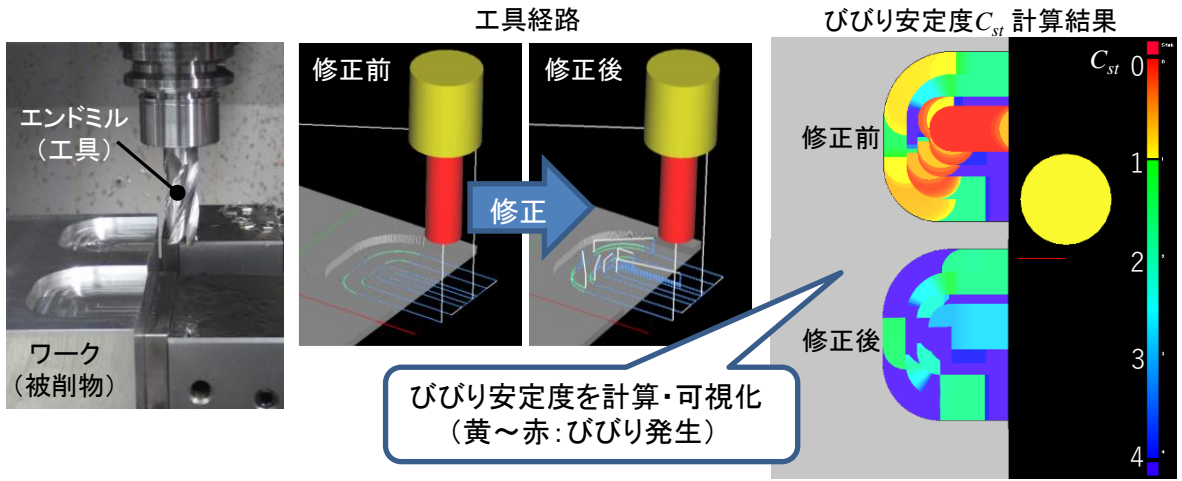 工具経路
びびり安定度Cst 計算結果
エンドミル
（工具）
ワーク
（被削物）
修正前
修正後
修正
びびり安定度を計算・可視化
（黄～赤：びびり発生）
修正前
修正後
Cst
0
1
2
3
4